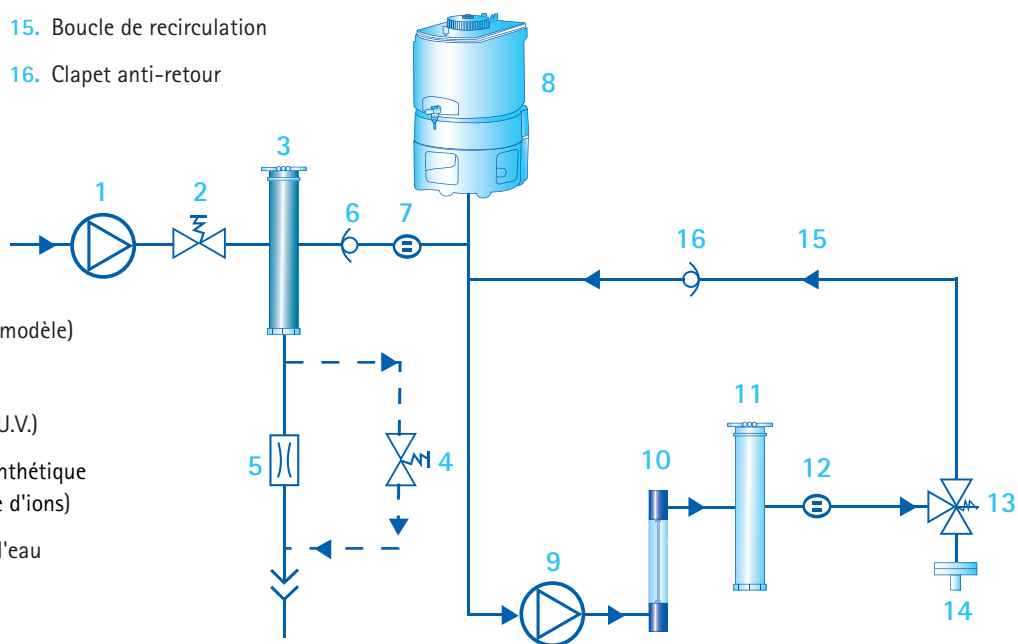 15. Boucle de recirculation
16. Clapet anti-retour
8
3
1
2
6
7
16
15
modèle)
U.V.)
nthétique
e d'ions)
l'eau
5
4
11
10
12
13
9
14